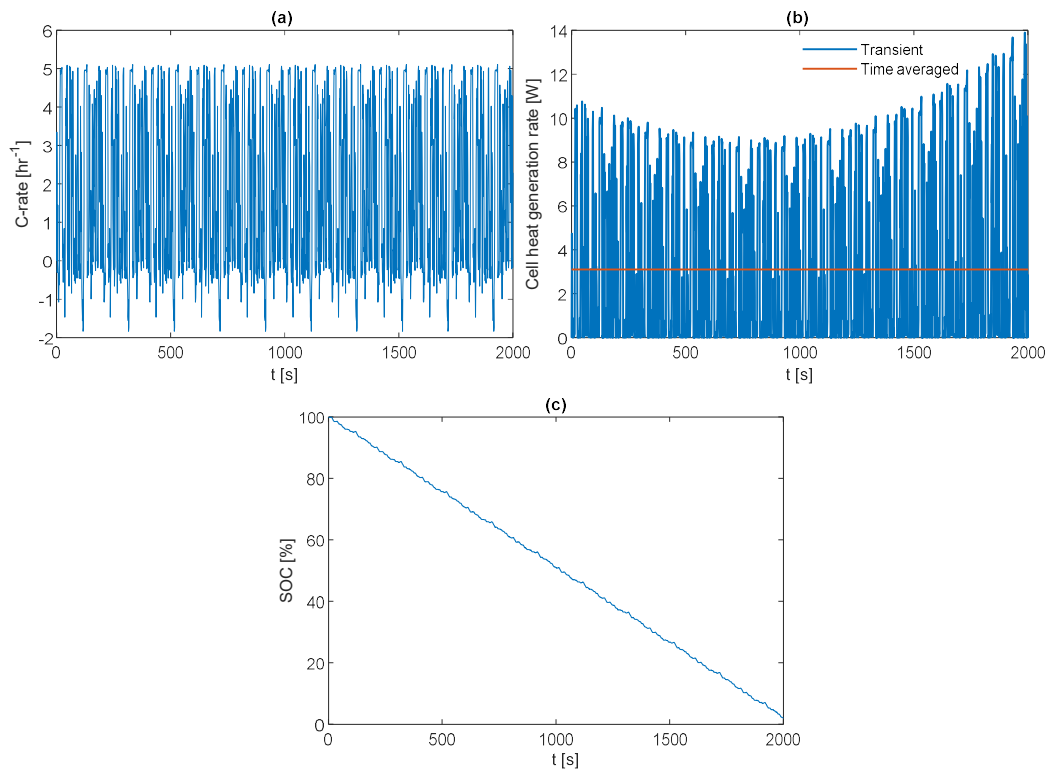 (a)
6
5
4
3
2
1
0
-1
-2
C-rate [hr-1]
0 500 1000 1500 2000
t [s]
(b)
14
12
10
8
6
4
2
0
Cell heat generation rate [W]
Transient
Time averaged
0 500 1000 1500 2000
t [s]
(c)
100
80
60
40
20
0
SOC [%]
0 500 1000 1500 2000
t [s]